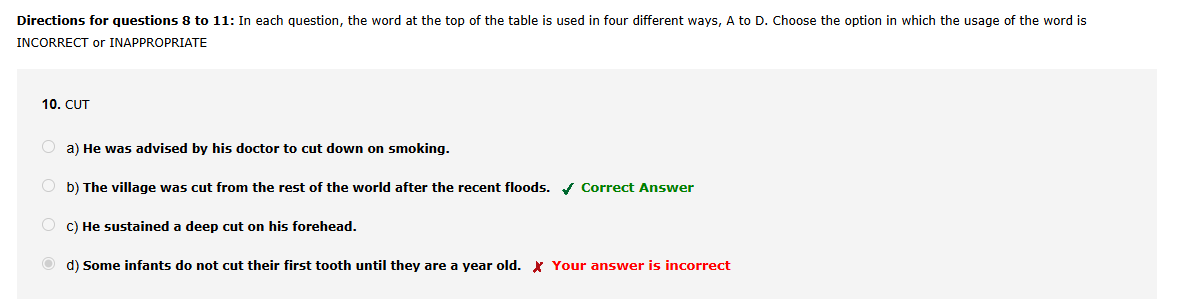 Directions for questions 8 to 11: In each question, the word at the top of the table is used in four different ways, A to D. Choose the option in which the usage of the word is
INCORRECT or INAPPROPRIATE
10. CUT
a) He was advised by his doctor to cut down on smoking.
b) The village was cut from the rest of the world after the recent floods. ✓ Correct Answer
c) He sustained a deep cut on his forehead.
d) Some infants do not cut their first tooth until they are a year old. ✗ Your answer is incorrect